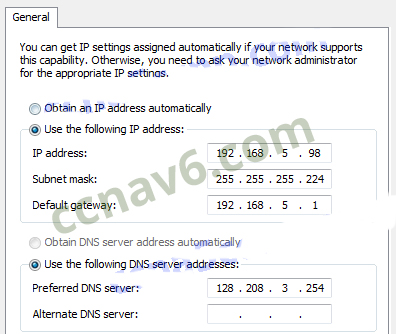 General
You can get IP settings assigned automatically if your network supports
this capability. Otherwise, you need to ask your network administrator
for the appropriate IP settings.
Obtain an IP address automatically
Use the following IP address:
IP address: 192 . 168 . 5 . 98
Subnet mask: 255 . 255 . 255 . 224
Default gateway: 192 . 168 . 5 . 1
Obtain DNS server address automatically
Use the following DNS server addresses:
Preferred DNS server: 128 . 208 . 3 . 254
Alternate DNS server: . . .
ccnav6.com